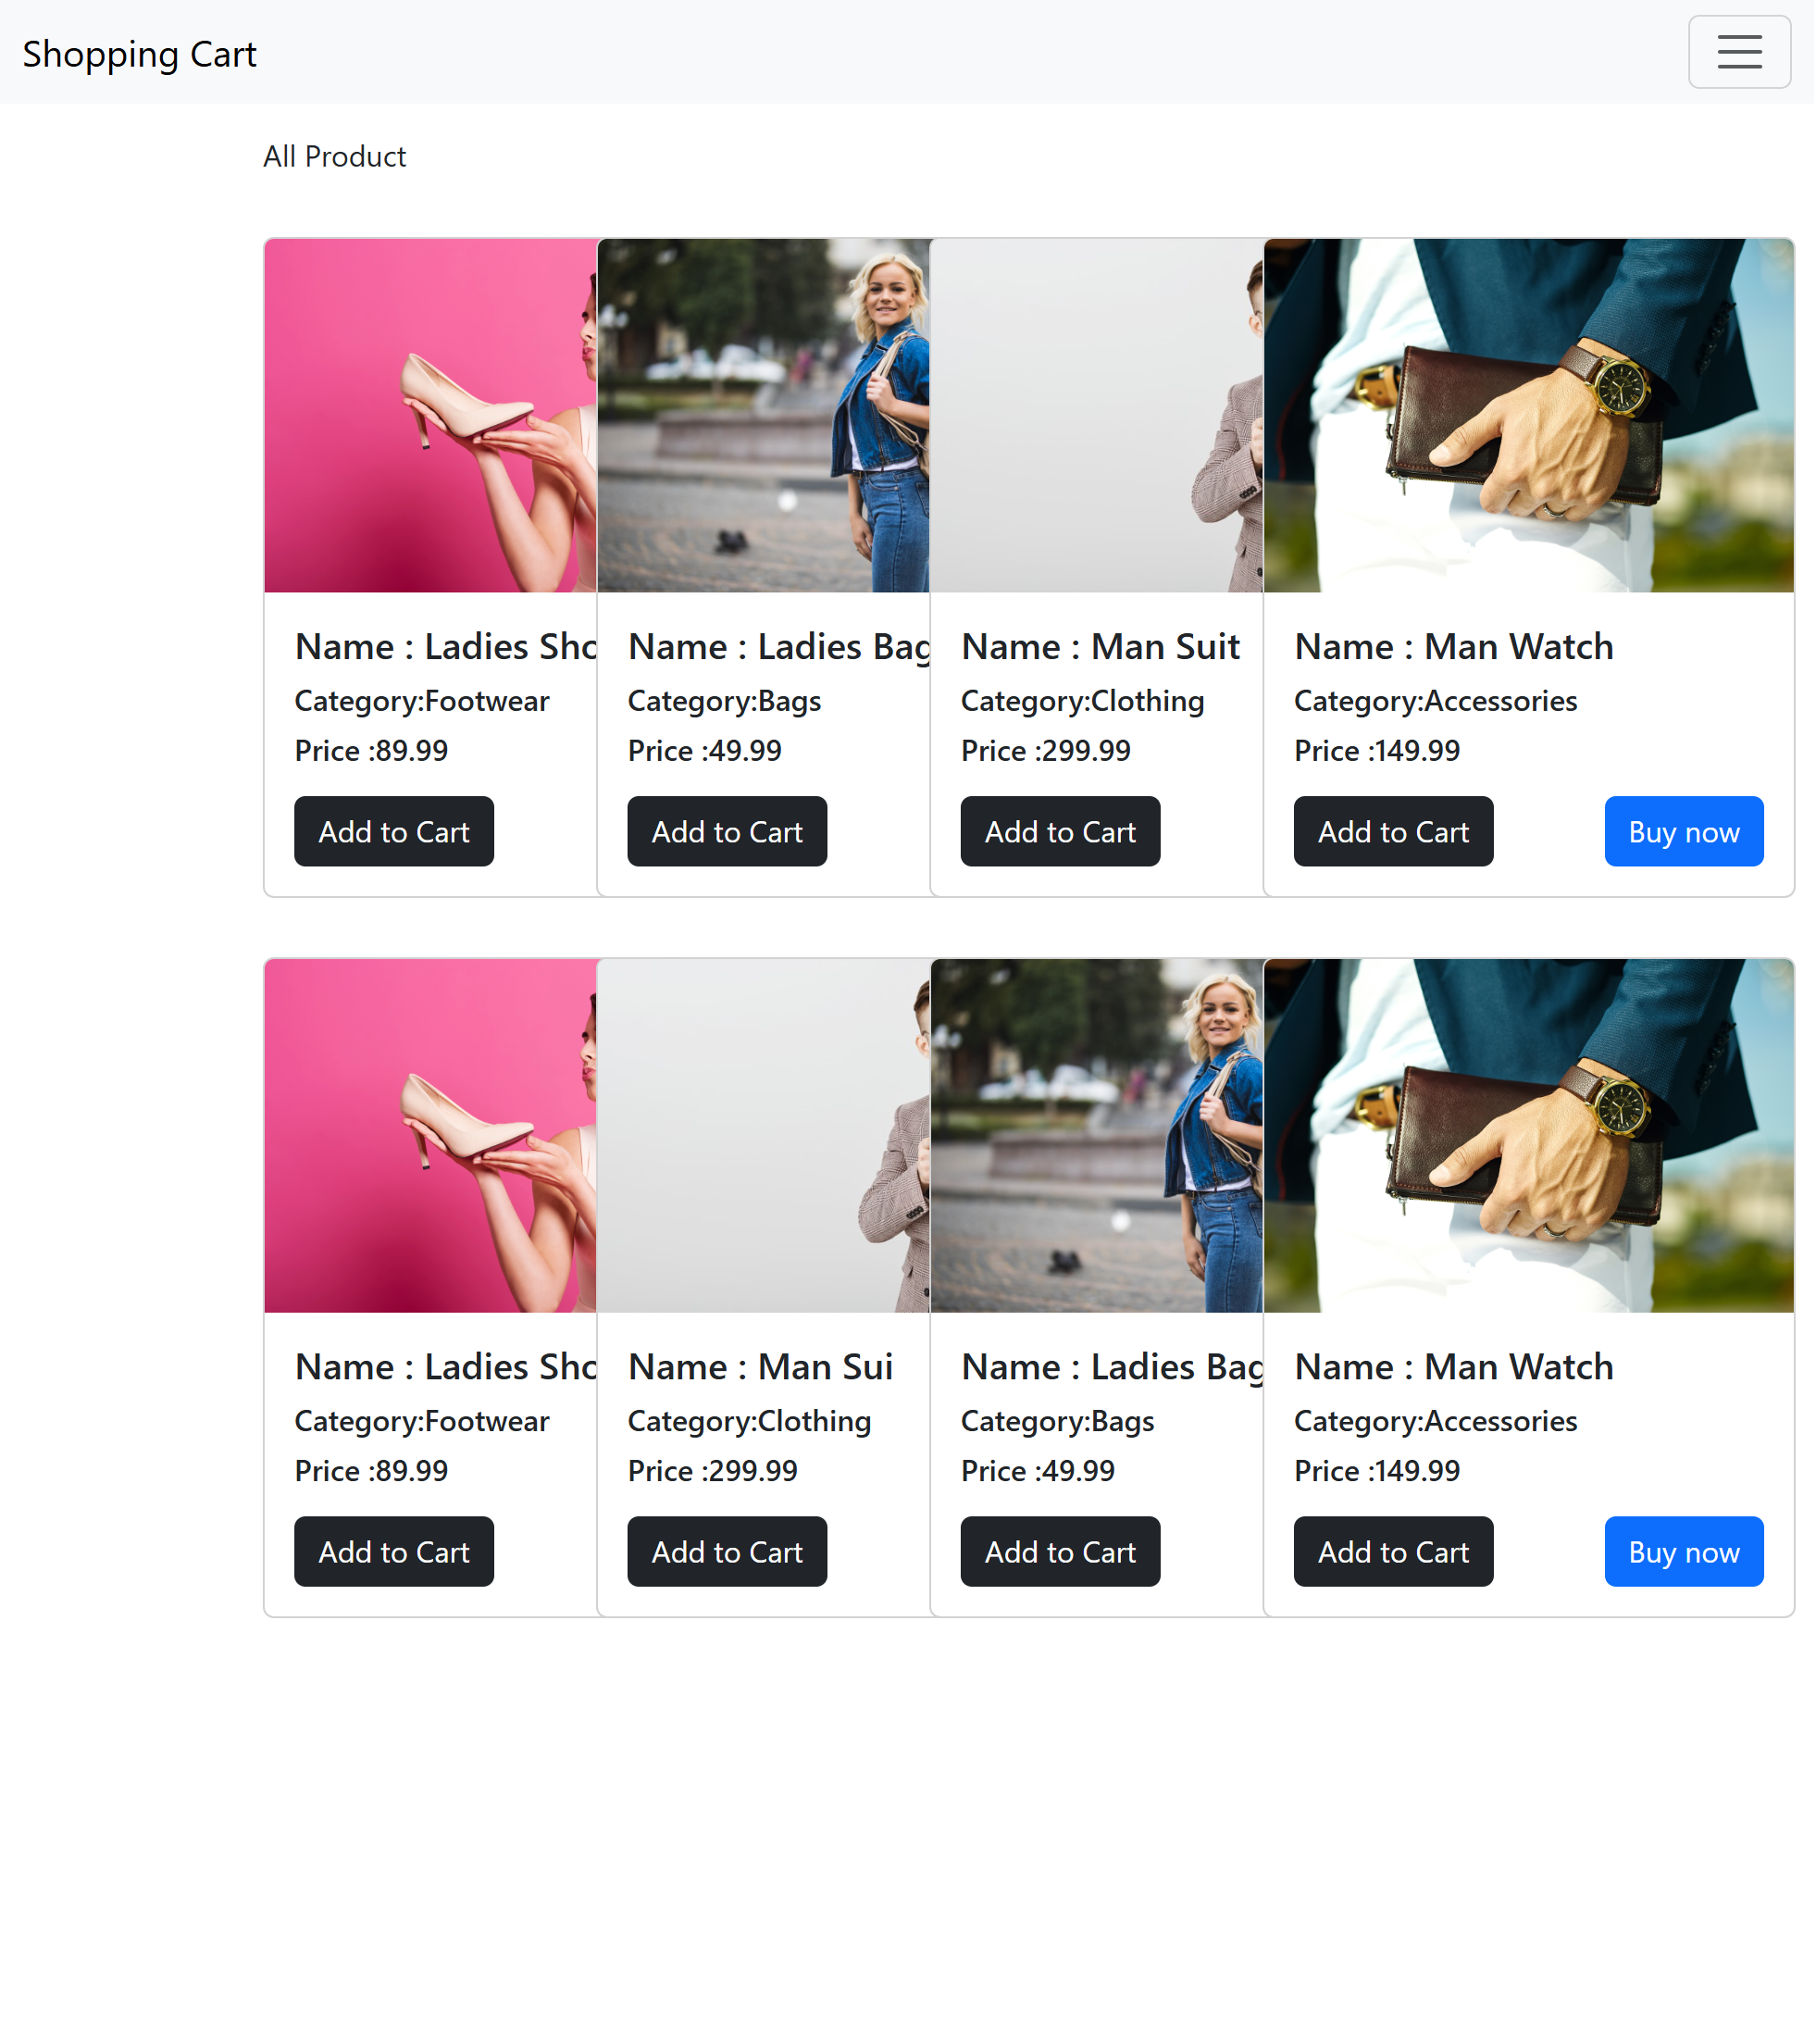 Shopping Cart
All Product
Name : Ladies Sho
Category:Footwear
Price :89.99
Add to Cart
Name : Ladies Bag
Category:Bags
Price :49.99
Add to Cart
Name : Man Suit
Category:Clothing
Price :299.99
Add to Cart
Name : Man Watch
Category:Accessories
Price :149.99
Add to Cart
Buy now
Name : Ladies Sho
Category:Footwear
Price :89.99
Add to Cart
Name : Man Sui
Category:Clothing
Price :299.99
Add to Cart
Name : Ladies Bag
Category:Bags
Price :49.99
Add to Cart
Name : Man Watch
Category:Accessories
Price :149.99
Add to Cart
Buy now